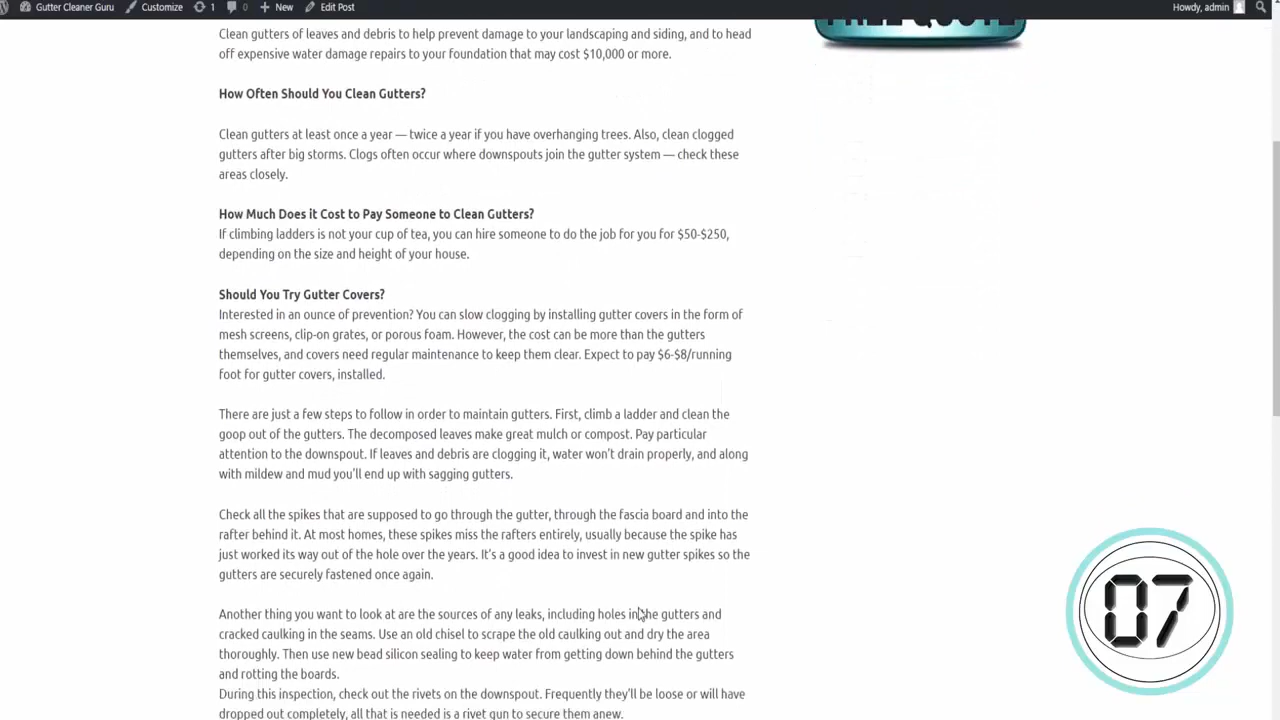 Gutter Cleaner Guru Customize 1 0 New Edit Post Howdy, admin
FREE QUOTE
Clean gutters of leaves and debris to help prevent damage to your landscaping and siding, and to head
off expensive water damage repairs to your foundation that may cost $10,000 or more.
How Often Should You Clean Gutters?
Clean gutters at least once a year — twice a year if you have overhanging trees. Also, clean clogged
gutters after big storms. Clogs often occur where downspouts join the gutter system — check these
areas closely.
How Much Does it Cost to Pay Someone to Clean Gutters?
If climbing ladders is not your cup of tea, you can hire someone to do the job for you for $50-$250,
depending on the size and height of your house.
Should You Try Gutter Covers?
Interested in an ounce of prevention? You can slow clogging by installing gutter covers in the form of
mesh screens, clip-on grates, or porous foam. However, the cost can be more than the gutters
themselves, and covers need regular maintenance to keep them clear. Expect to pay $6-$8/running
foot for gutter covers, installed.
There are just a few steps to follow in order to maintain gutters. First, climb a ladder and clean the
goop out of the gutters. The decomposed leaves make great mulch or compost. Pay particular
attention to the downspout. If leaves and debris are clogging it, water won't drain properly, and along
with mildew and mud you'll end up with sagging gutters.
Check all the spikes that are supposed to go through the gutter, through the fascia board and into the
rafter behind it. At most homes, these spikes miss the rafters entirely, usually because the spike has
just worked its way out of the hole over the years. It's a good idea to invest in new gutter spikes so the
gutters are securely fastened once again.
Another thing you want to look at are the sources of any leaks, including holes in the gutters and
cracked caulking in the seams. Use an old chisel to scrape the old caulking out and dry the area
thoroughly. Then use new bead silicon sealing to keep water from getting down behind the gutters
and rotting the boards.
During this inspection, check out the rivets on the downspout. Frequently they'll be loose or will have
dropped out completely, all that is needed is a rivet gun to secure them anew.
07